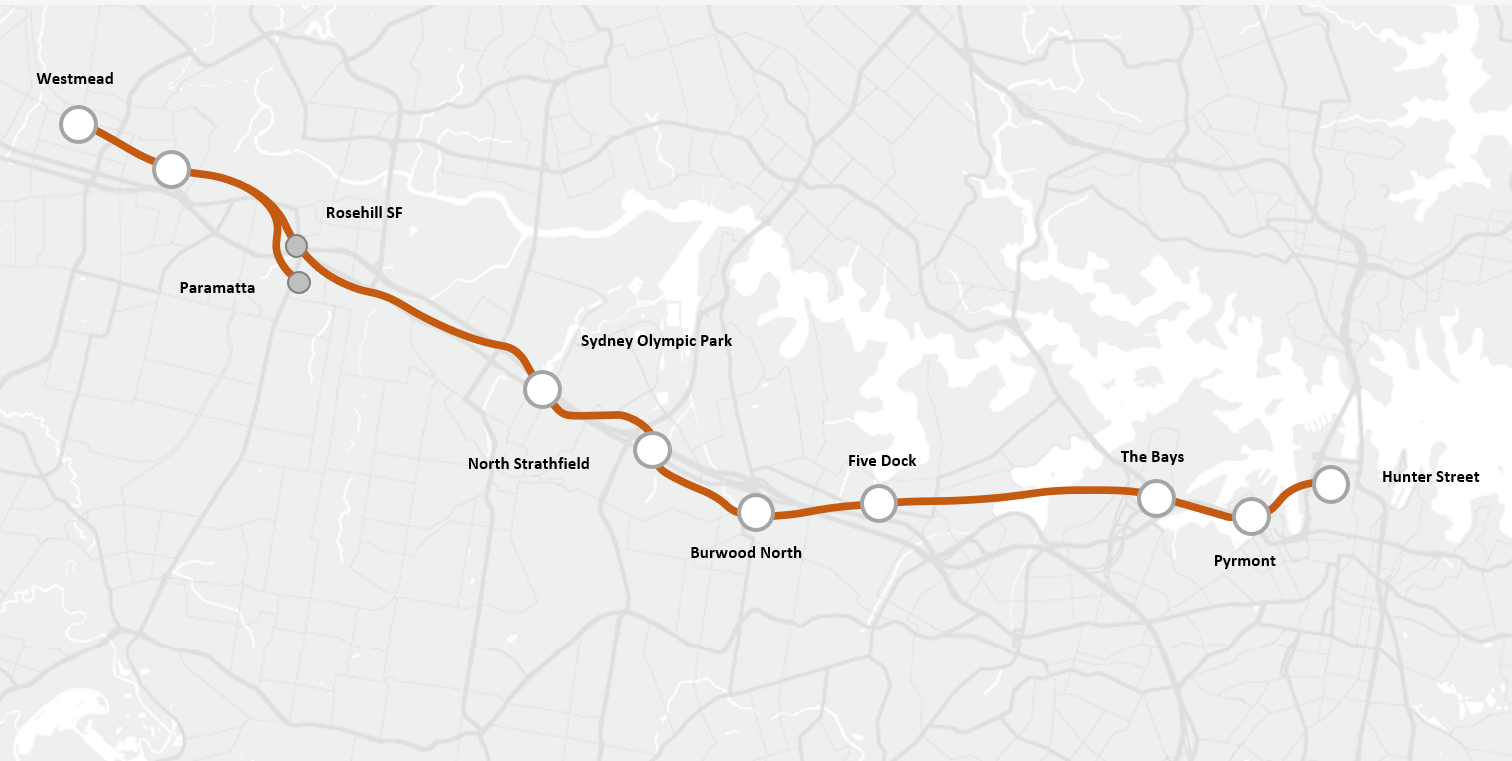 Westmead
Rosehill SF
Paramatta
Sydney Olympic Park
North Strathfield
Burwood North
Five Dock
The Bays
Pyrmont
Hunter Street